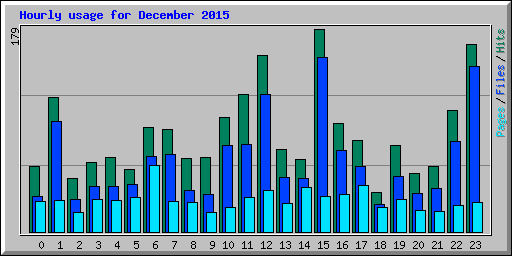 Hourly usage for December 2015
179
Pages / Files / Hits
0 1 2 3 4 5 6 7 8 9 10 11 12 13 14 15 16 17 18 19 20 21 22 23